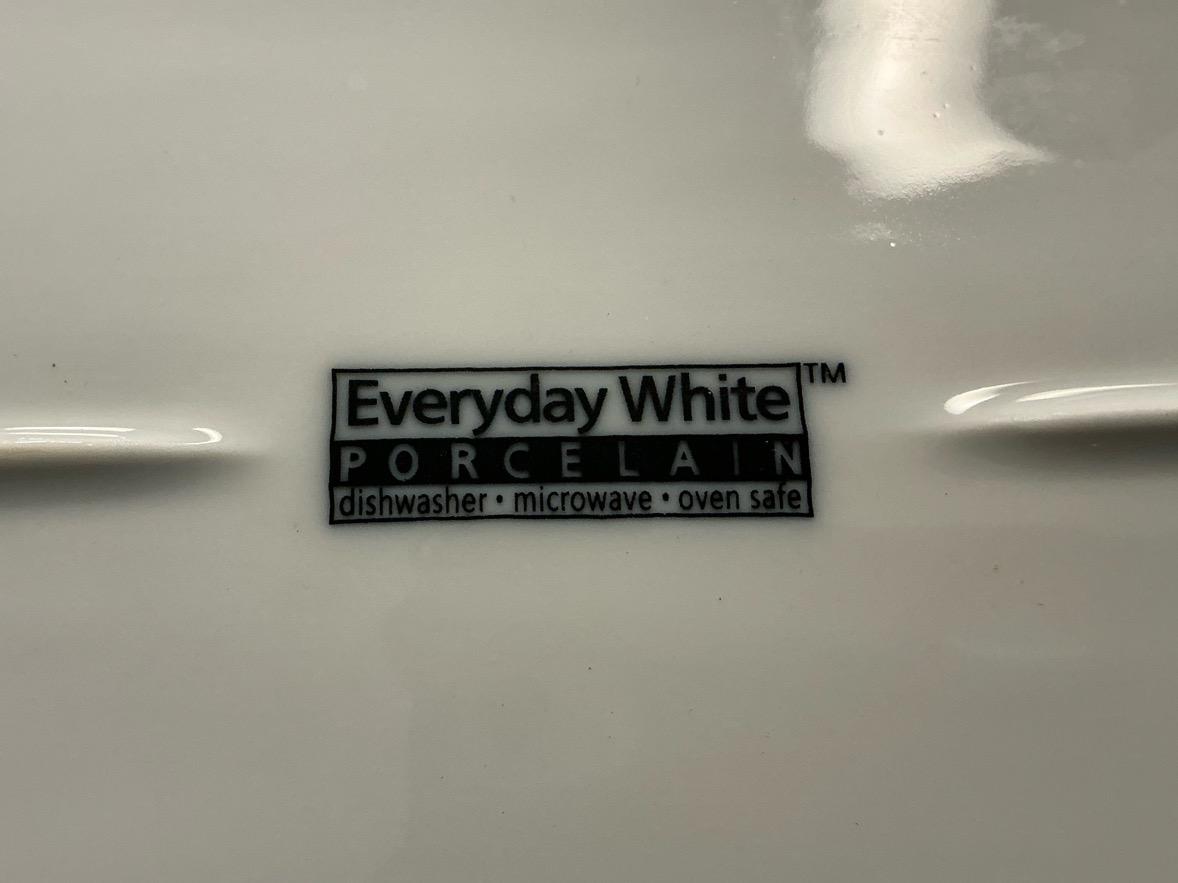 Everyday White™
PORCELAIN
dishwasher • microwave • oven safe